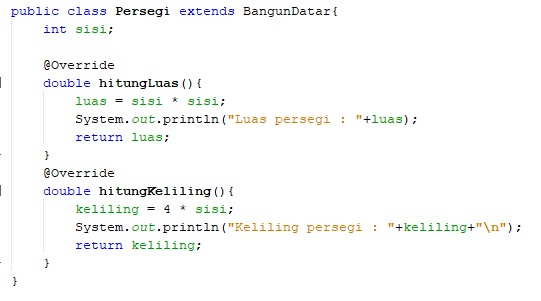 public class Persegi extends BangunDatar{
int sisi;
@Override
double hitungLuas(){
luas = sisi * sisi;
System.out.println("Luas persegi : "+luas);
return luas;
}
@Override
double hitungKeliling(){
keliling = 4 * sisi;
System.out.println("Keliling persegi : "+keliling+"\n");
return keliling;
}
}